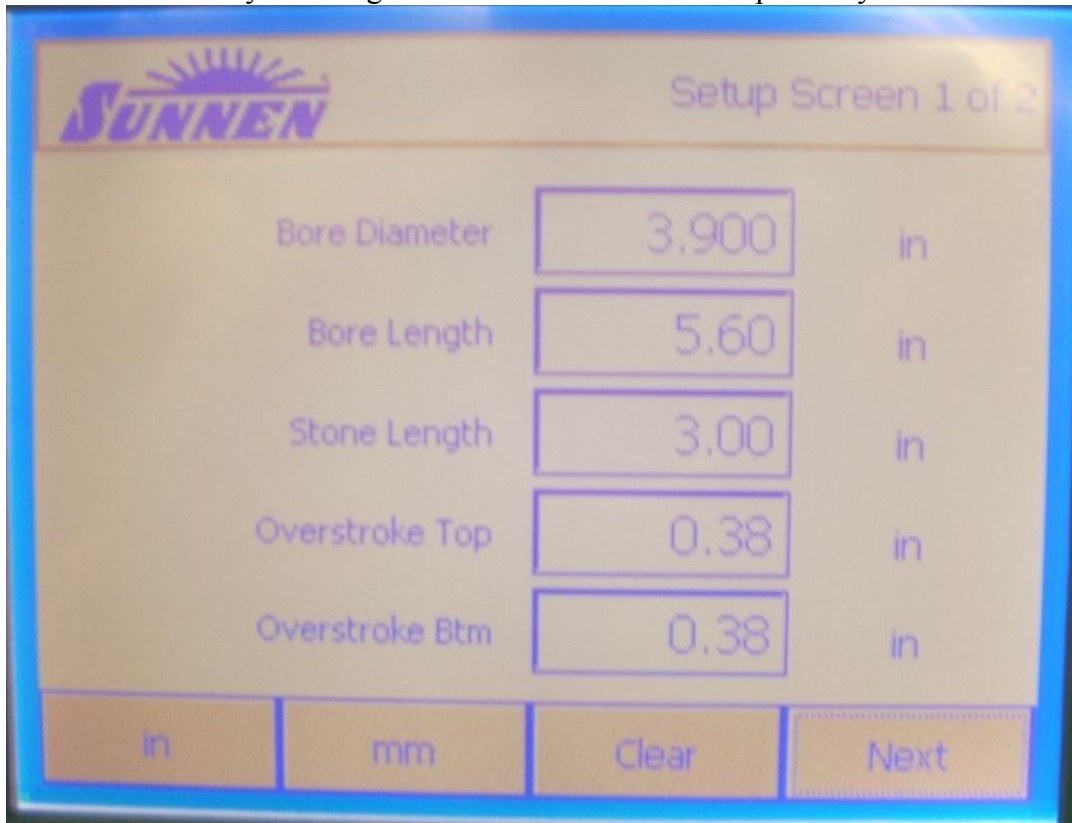 SUNNEN
Setup Screen 1 of 2
Bore Diameter 3.900 in
Bore Length 5.60 in
Stone Length 3.00 in
Overstroke Top 0.38 in
Overstroke Btm 0.38 in
in mm Clear Next